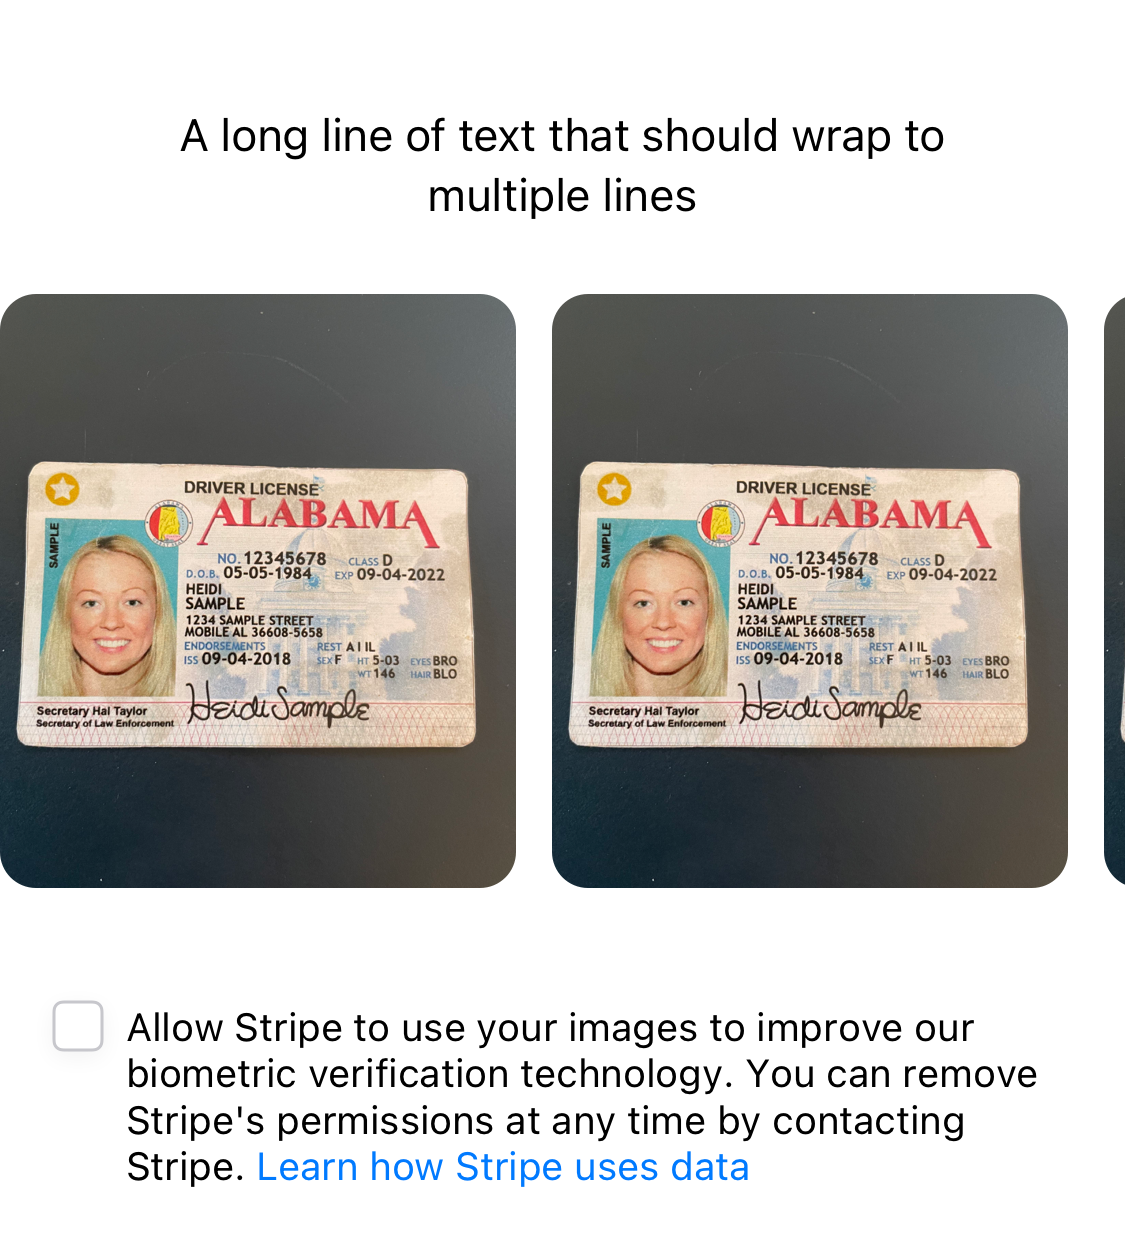 A long line of text that should wrap to
multiple lines
DRIVER LICENSE
ALABAMA
SAMPLE
NO. 12345678 CLASS D
D.O.B. 05-05-1984 EXP 09-04-2022
HEIDI
SAMPLE
1234 SAMPLE STREET
MOBILE AL 36608-5658
ENDORSEMENTS REST A I IL
ISS 09-04-2018 SEX F HT 5-03 EYES BRO
WT 146 HAIR BLO
Heidi Sample
Secretary Hal Taylor
Secretary of Law Enforcement
DRIVER LICENSE
ALABAMA
SAMPLE
NO. 12345678 CLASS D
D.O.B. 05-05-1984 EXP 09-04-2022
HEIDI
SAMPLE
1234 SAMPLE STREET
MOBILE AL 36608-5658
ENDORSEMENTS REST A I IL
ISS 09-04-2018 SEX F HT 5-03 EYES BRO
WT 146 HAIR BLO
Heidi Sample
Secretary Hal Taylor
Secretary of Law Enforcement
Allow Stripe to use your images to improve our
biometric verification technology. You can remove
Stripe's permissions at any time by contacting
Stripe. Learn how Stripe uses data